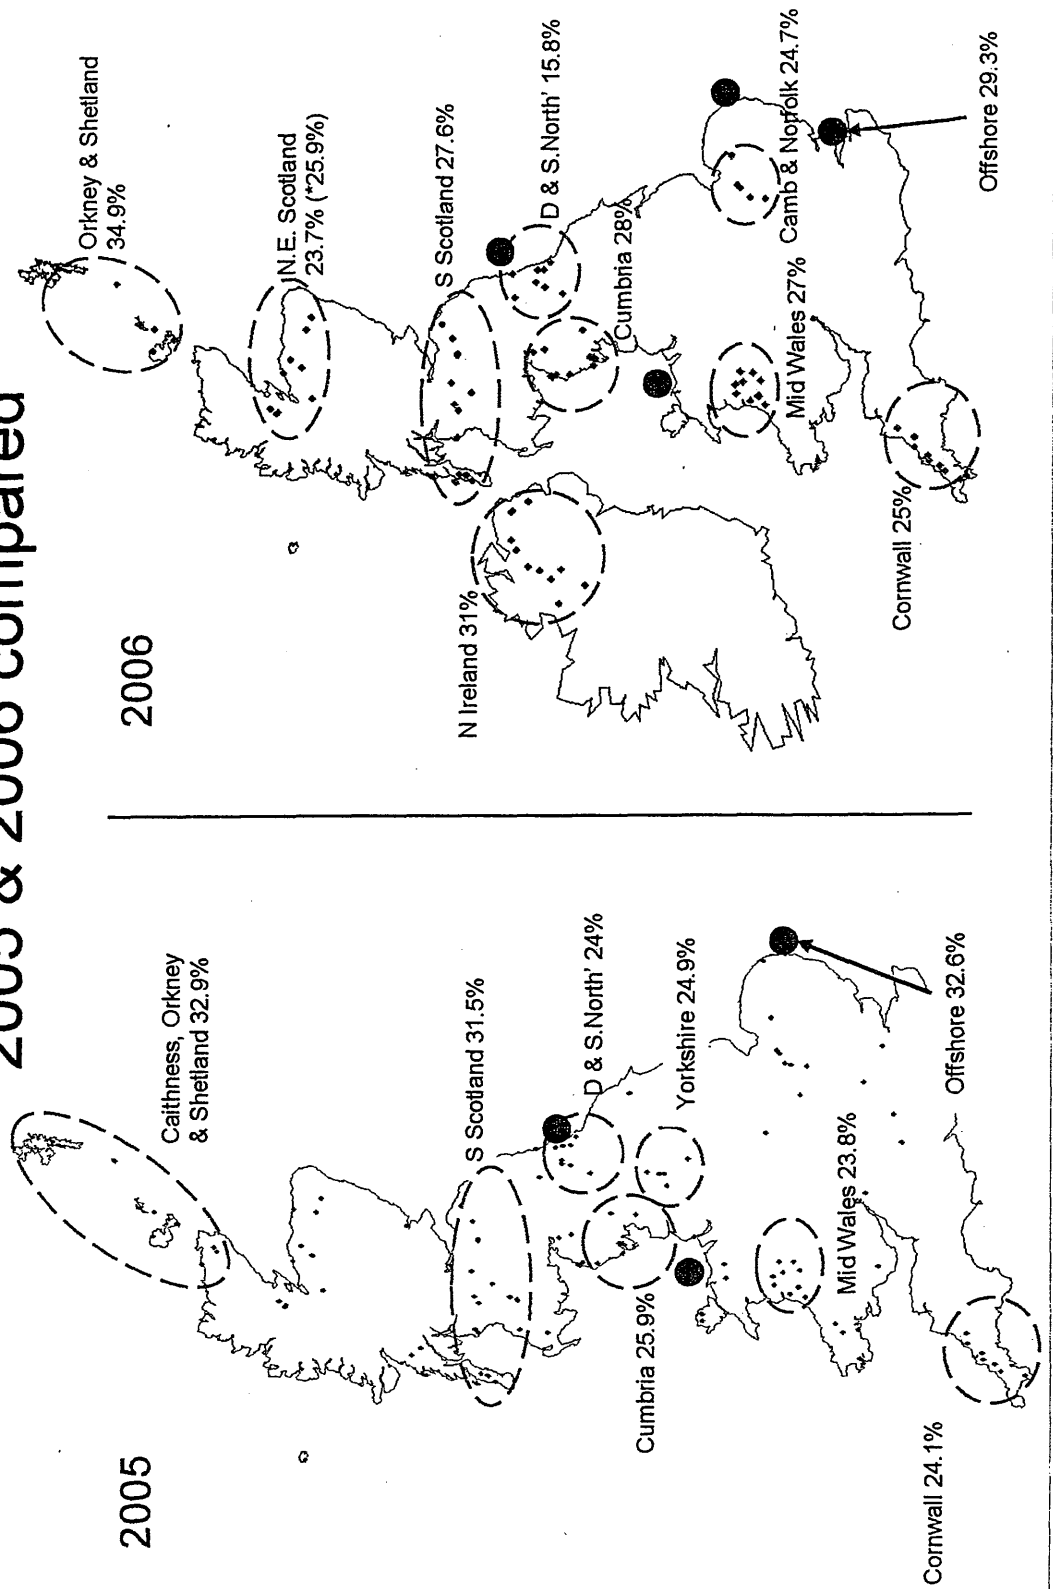 2005 & 2006 compared
2005
Caithness, Orkney
& Shetland 32.9%
S Scotland 31.5%
D & S.North' 24%
Yorkshire 24.9%
Cumbria 25.9%
Mid Wales 23.8%
Cornwall 24.1%
Offshore 32.6%
2006
Orkney & Shetland
34.9%
N.E. Scotland
23.7% (*25.9%)
S Scotland 27.6%
D & S.North' 15.8%
N Ireland 31%
Cumbria 28%
Mid Wales 27%
Camb & Norfolk 24.7%
Cornwall 25%
Offshore 29.3%